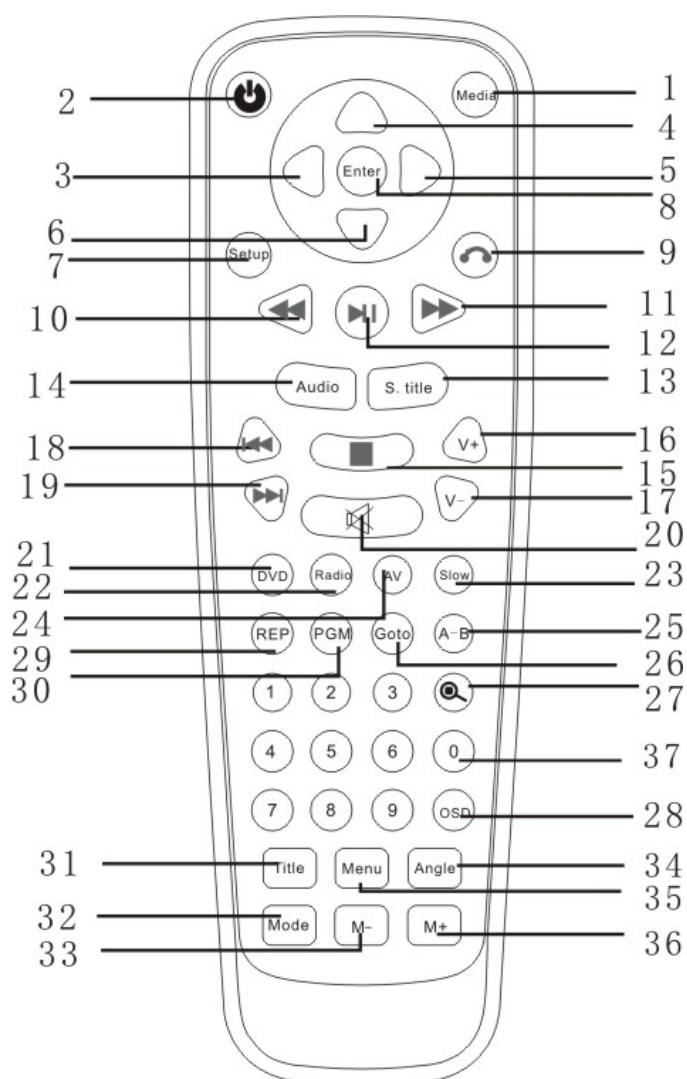 2 Media 1
4
3 Enter 5
8
6
7 Setup 9
10 11
12
14 Audio S. title 13
18 V+ 16
15
19 V- 17
20
21 DVD Radio AV Slow
22 23
24 REP PGM Goto A-B 25
29 26
30 1 2 3 27
4 5 6 0 37
7 8 9 OSD 28
31 Title Menu Angle 34
35
32 Mode M- M+
33 36